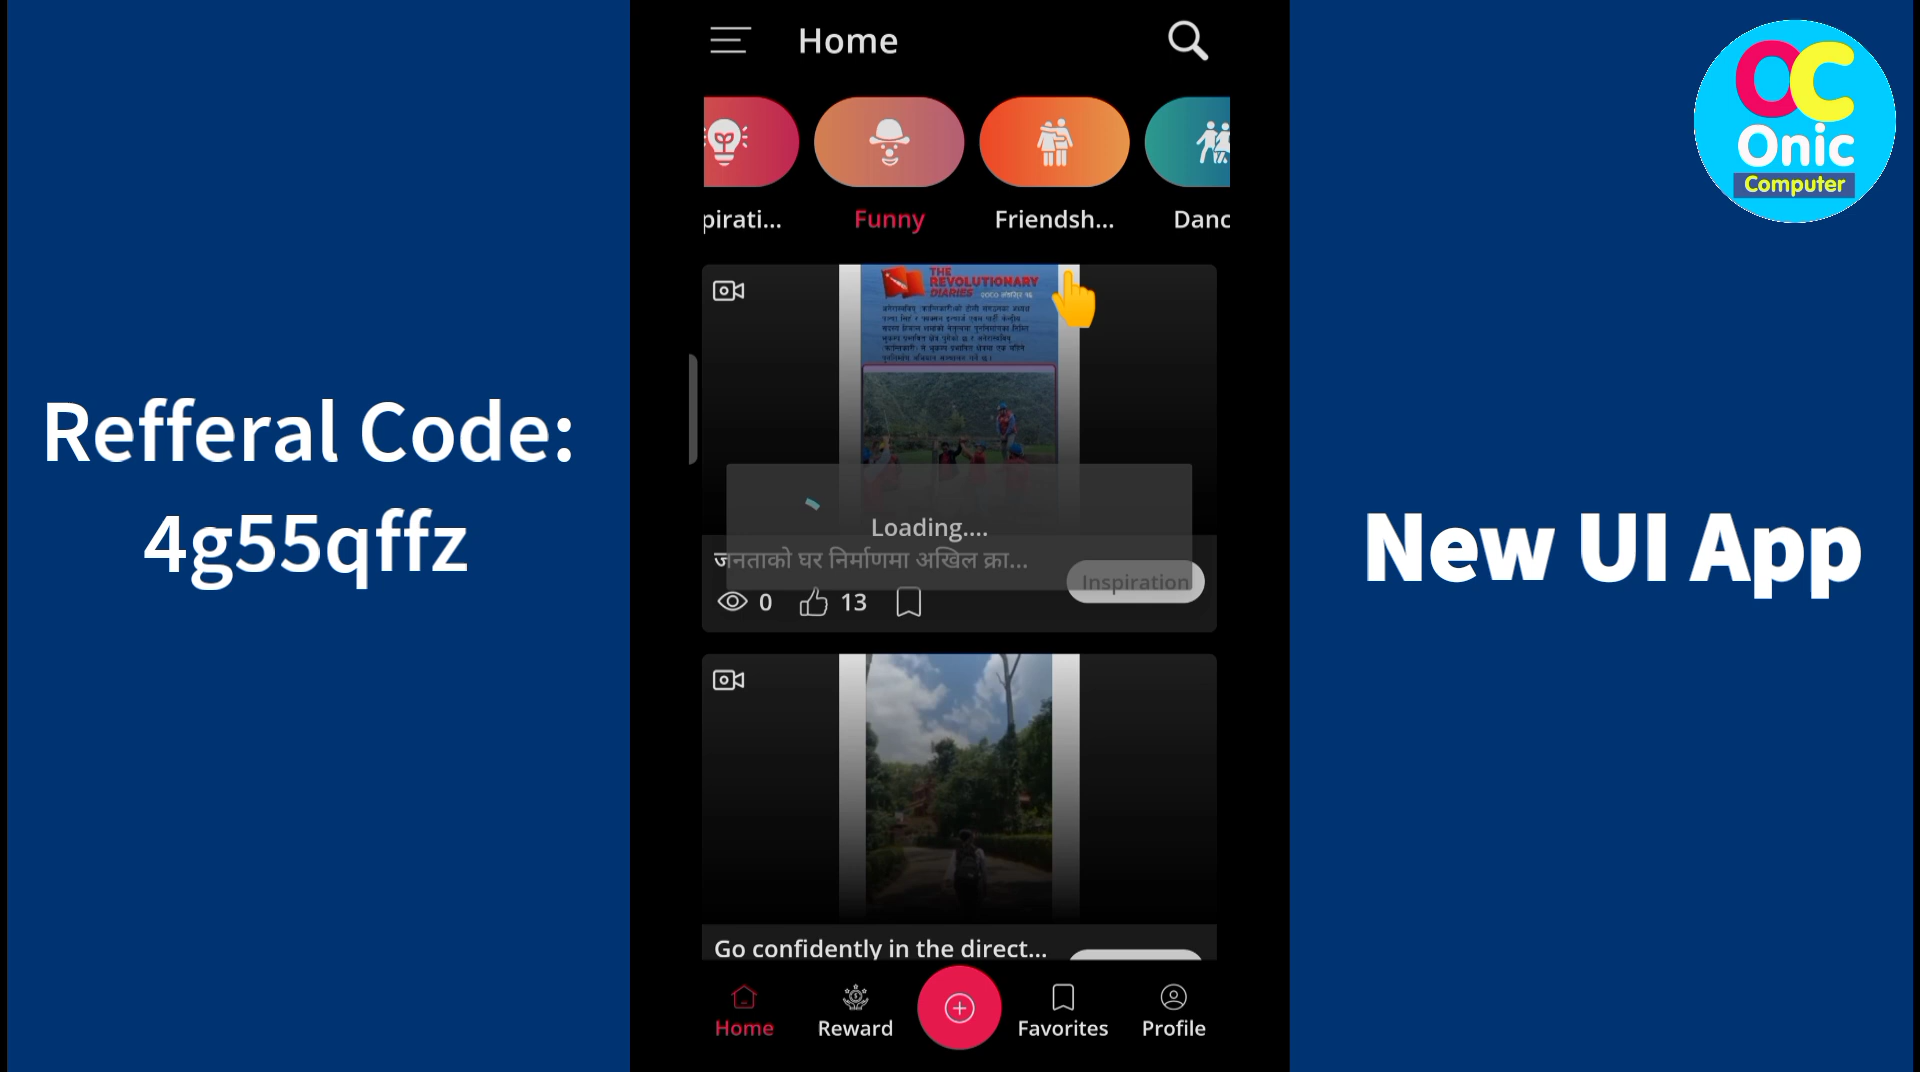 Home
OC
Onic
Computer
pirati...
Funny
Friendsh...
Danc
THE
REVOLUTIONARY
DIARIES
Refferal Code:
4g55qffz
New UI App
Loading....
जनताको घर निर्माणमा अखिल क्रा...
Inspiration
0
13
Go confidently in the direct...
Home
Reward
Favorites
Profile